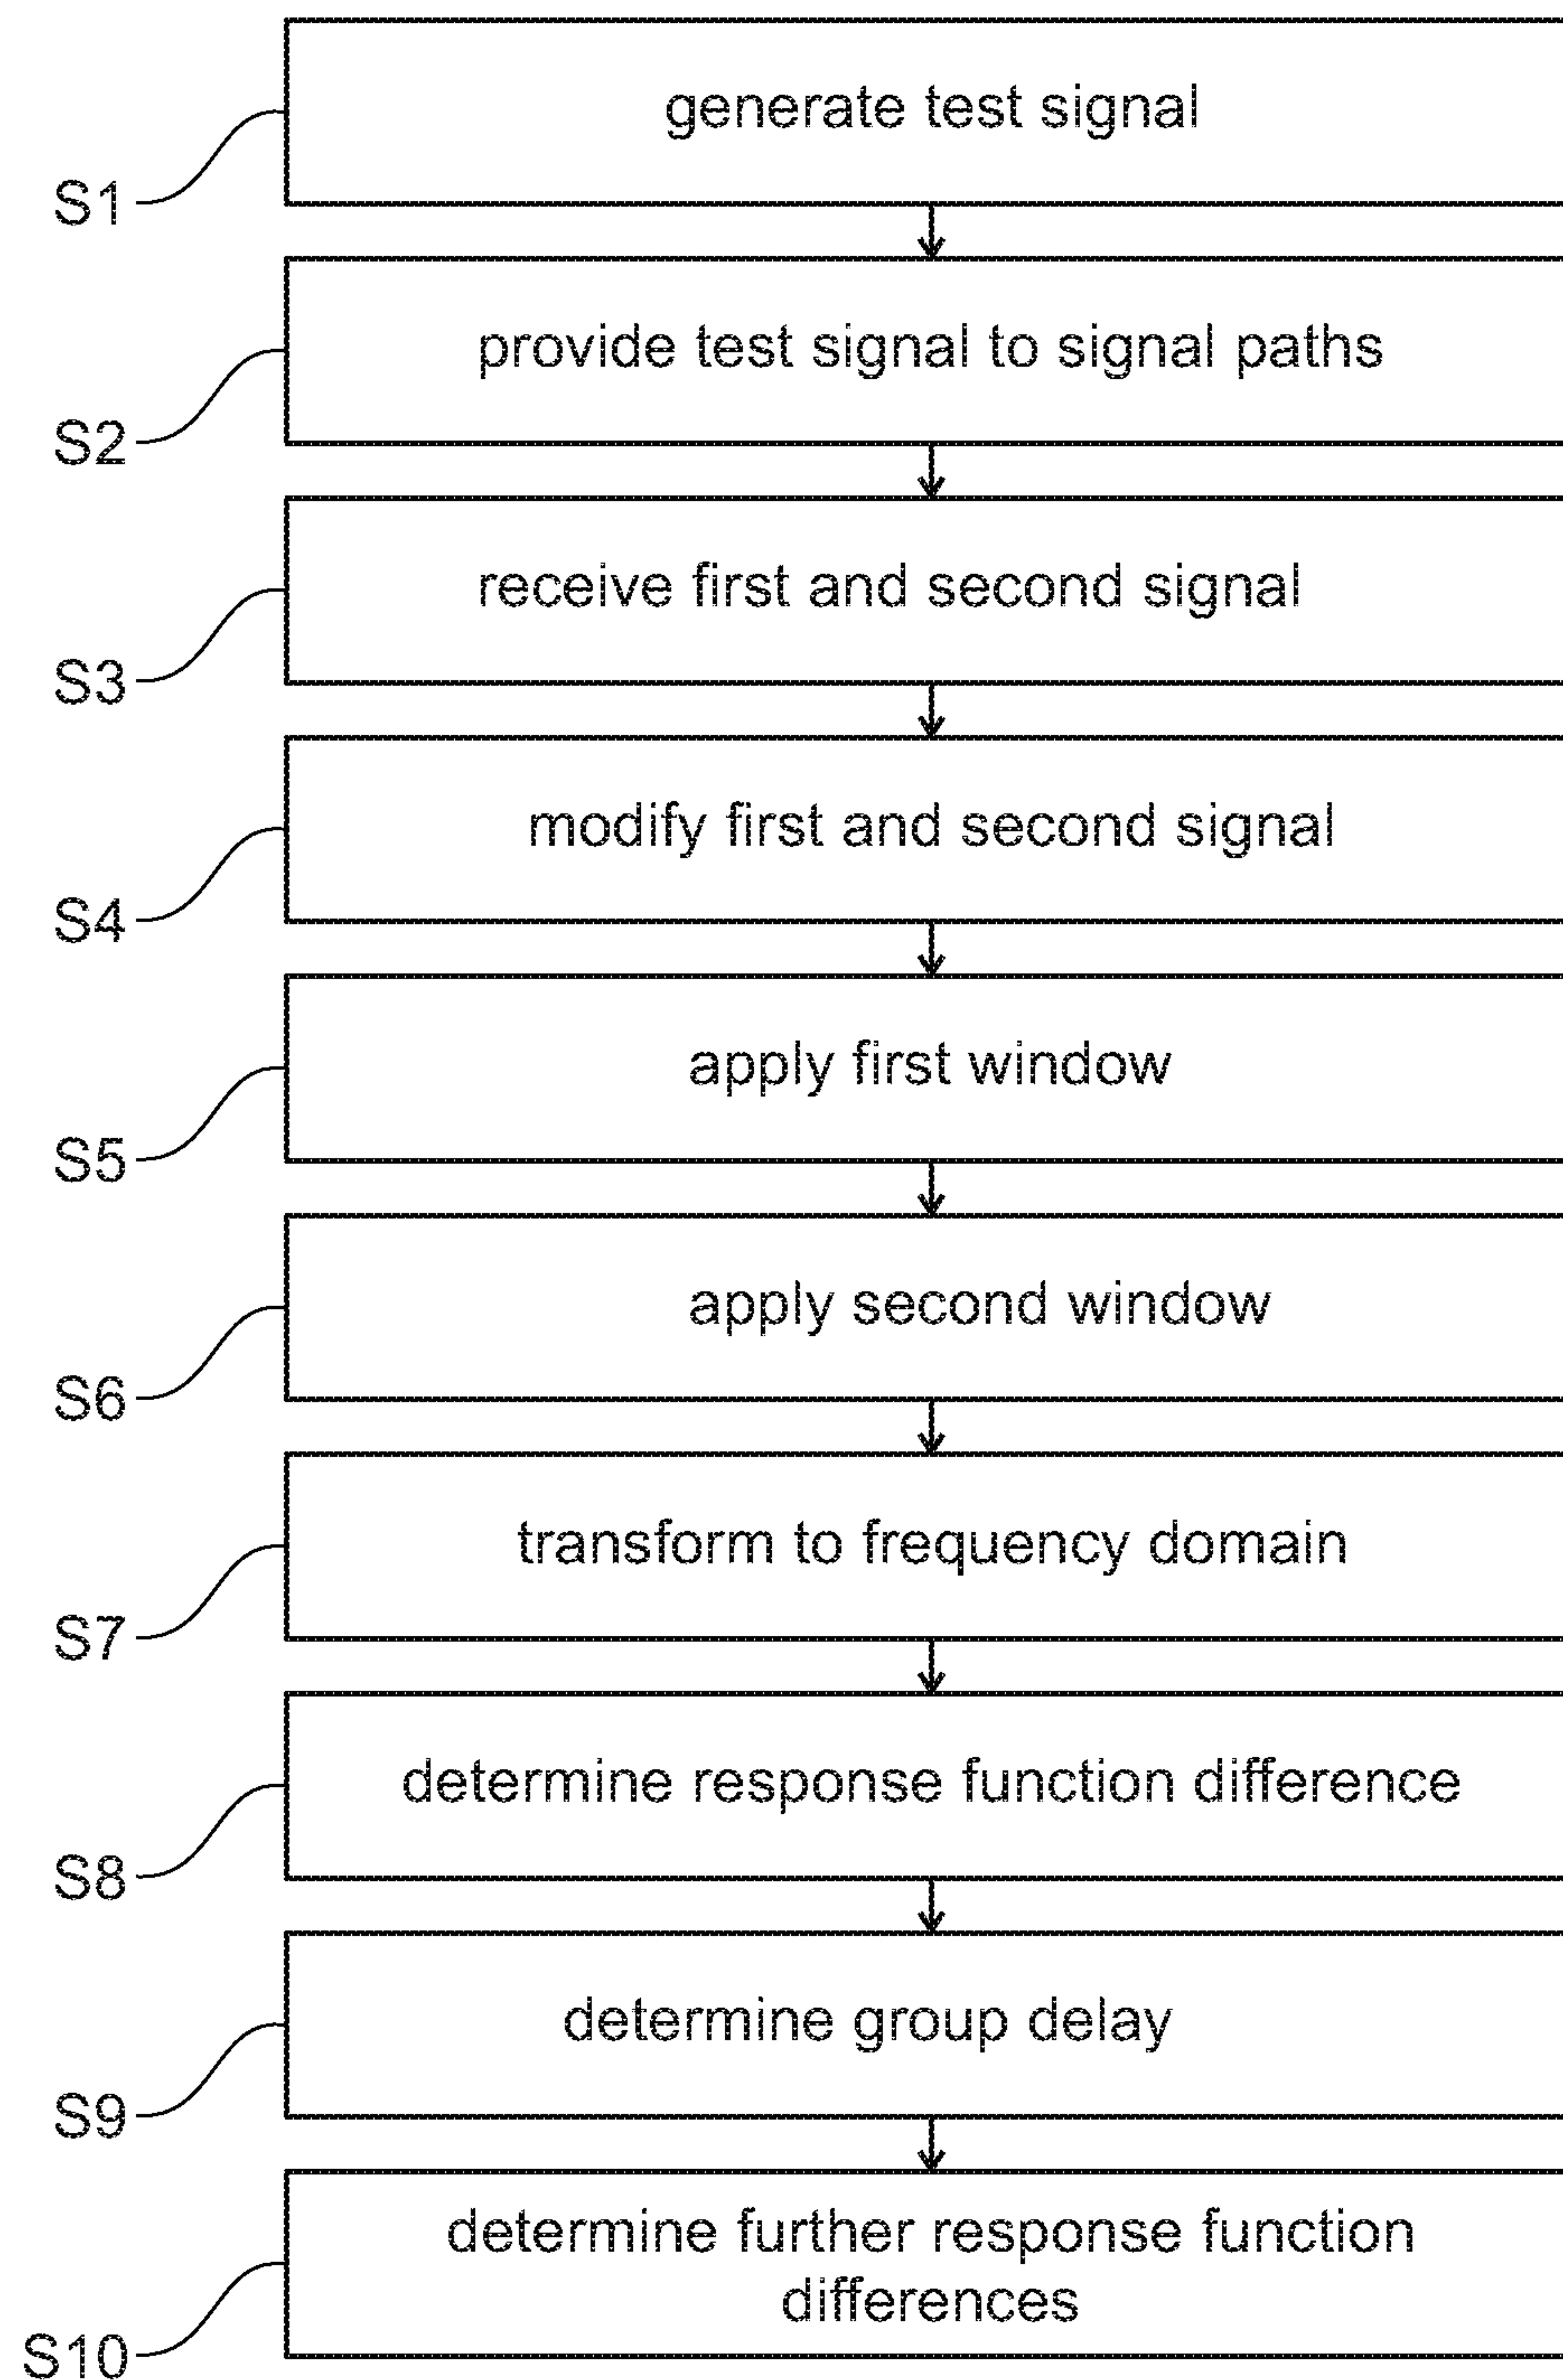 generate test signal
S1
provide test signal to signal paths
S2
receive first and second signal
S3
modify first and second signal
S4
apply first window
S5
apply second window
S6
transform to frequency domain
S7
determine response function difference
S8
determine group delay
S9
determine further response function
differences
S10